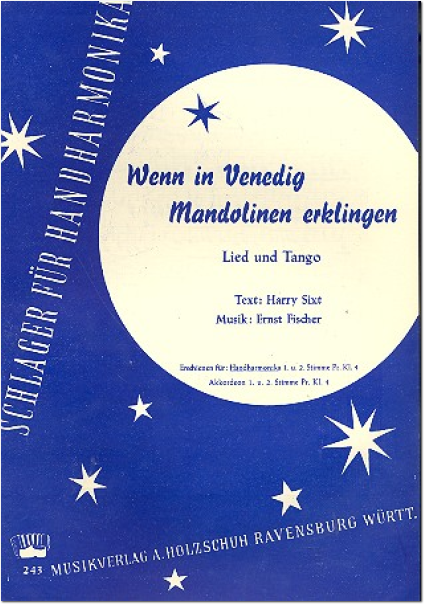 SCHLAGER FÜR HANDHARMONIKA
Wenn in Venedig
Mandolinen erklingen
Lied und Tango
Text: Harry Sixt
Musik: Ernst Fischer
Erschienen für: Handharmonika 1. u. 2. Stimme Pr. Kl. 4
Akkordeon 1. u. 2. Stimme Pr. Kl. 4
243 MUSIKVERLAG A. HOLZSCHUH RAVENSBURG WÜRTT.